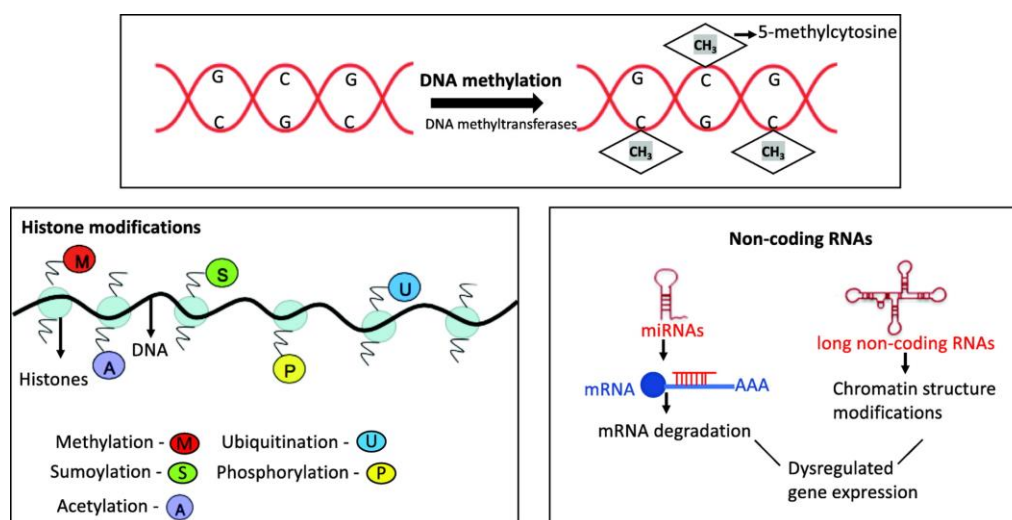 CH3
5-methylcytosine
G C G
DNA methylation
G C G
C G C
DNA methyltransferases
C G C
CH3
CH3
Histone modifications
M
S
U
A
P
DNA
Histones
Methylation - M
Ubiquitination - U
Sumoylation - S
Phosphorylation - P
Acetylation - A
Non-coding RNAs
miRNAs
long non-coding RNAs
mRNA
AAA
mRNA degradation
Chromatin structure
modifications
Dysregulated
gene expression